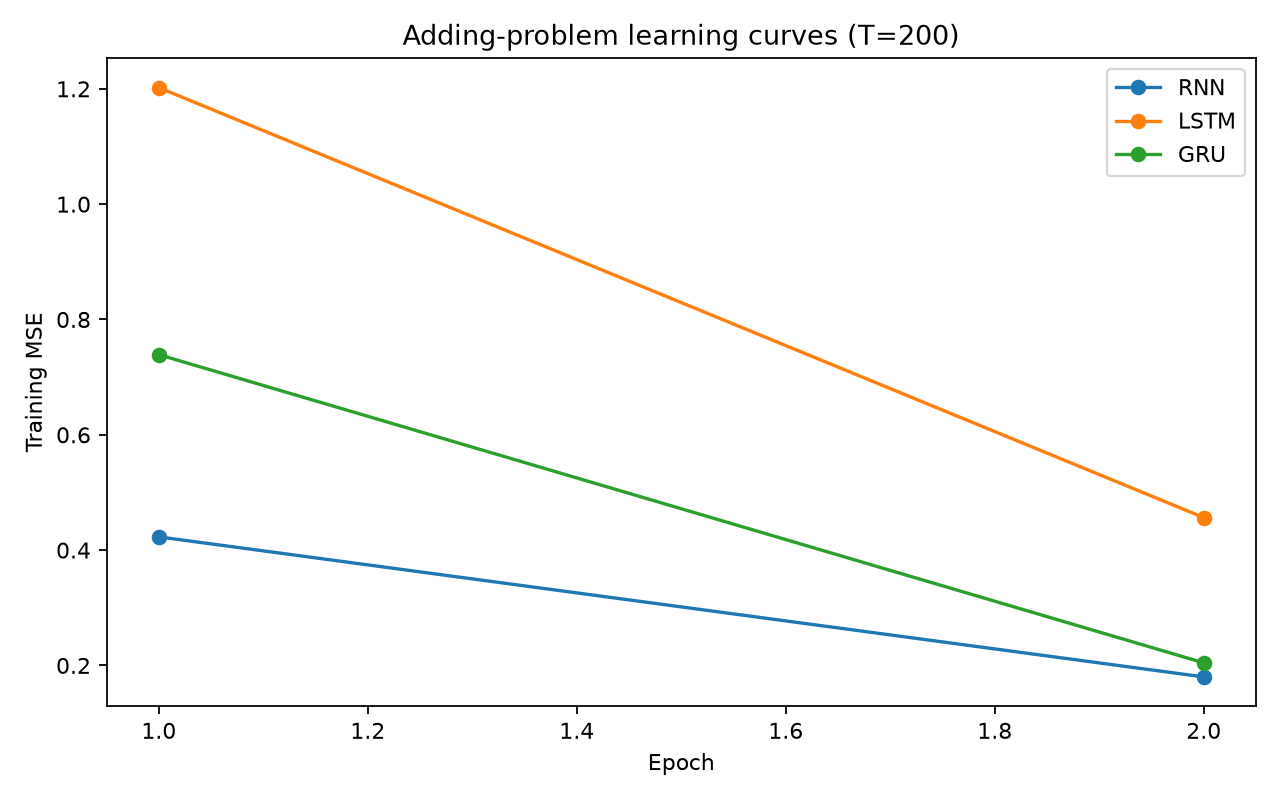 Adding-problem learning curves (T=200)
RNN
LSTM
GRU
Training MSE
1.2
1.0
0.8
0.6
0.4
0.2
1.0 1.2 1.4 1.6 1.8 2.0
Epoch